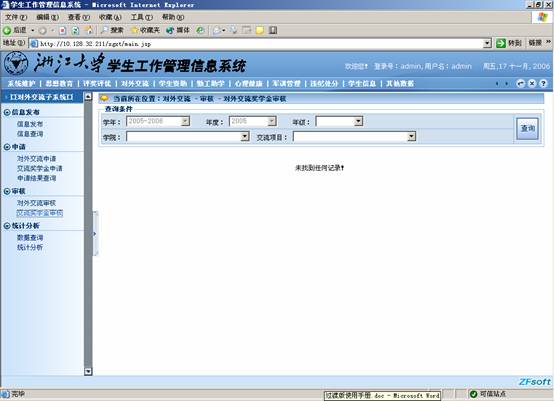 学生工作管理信息系统 - Microsoft Internet Explorer
文件(F) 编辑(E) 查看(V) 收藏(A) 工具(T) 帮助(H)
后退 搜索 收藏夹 媒体
地址(D) http://10.128.32.211/xgxt/main.jsp 转到 链接 »
浙江大学 学生工作管理信息系统 欢迎您! 登录号:admin,用户名:admin 周五,17 十一月, 2006
系统维护 | 思想教育 | 评奖评优 | 对外交流 | 学生资助 | 勤工助学 | 心理健康 | 军训管理 | 违纪处分 | 学生信息 | 其他数据
对外交流子系统
当前所在位置:对外交流 - 审核 - 对外交流奖学金审核
信息发布
信息发布
信息查询
申请
对外交流申请
交流奖学金申请
申请结果查询
审核
对外交流审核
交流奖学金审核
统计分析
数据查询
统计分析
查询条件
学年: 2005-2006 年度: 2005 年级:
学院: 交流项目:
查询
未找到任何记录!
ZFsoft
完毕 过渡版使用手册.doc - Microsoft Word 可信站点